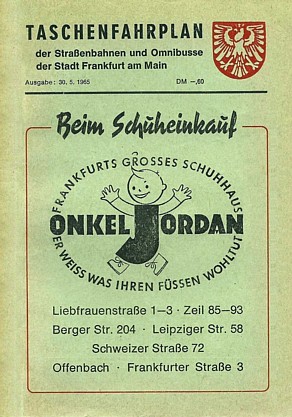 TASCHENFAHRPLAN
der Straßenbahnen und Omnibusse
der Stadt Frankfurt am Main
Ausgabe: 30. 5. 1965 DM –,60
Beim Schuheinkauf
FRANKFURTS GROSSES SCHUHHAUS
ONKEL JORDAN
ER WEISS WAS IHREN FÜSSEN WOHLTUT
Liebfrauenstraße 1–3 · Zeil 85–93
Berger Str. 204 · Leipziger Str. 58
Schweizer Straße 72
Offenbach · Frankfurter Straße 3